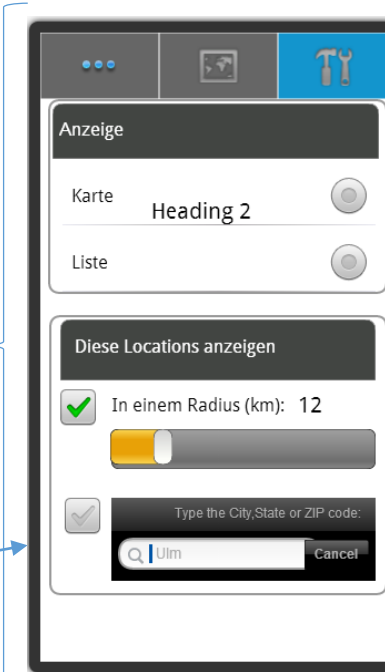 Anzeige
Karte
Heading 2
Liste
Diese Locations anzeigen
In einem Radius (km): 12
Type the City,State or ZIP code:
Ulm
Cancel